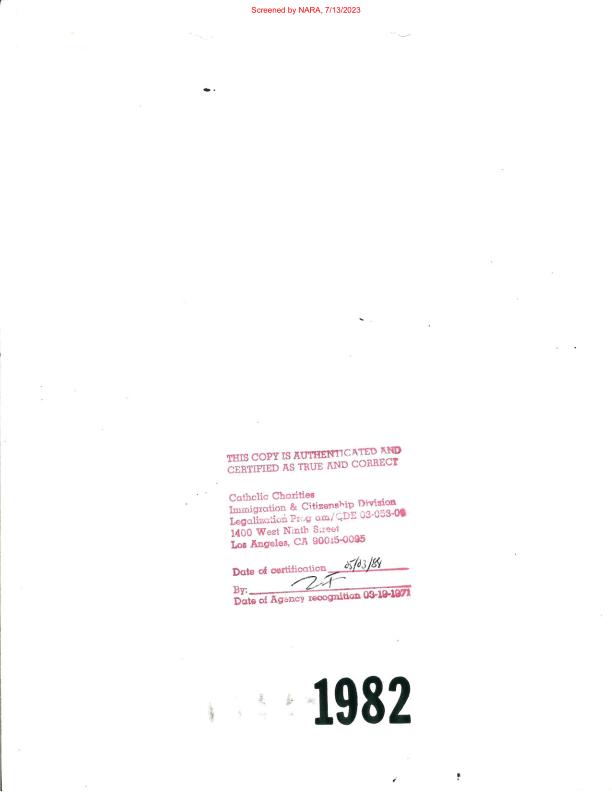 Screened by NARA, 7/13/2023
THIS COPY IS AUTHENTICATED AND
CERTIFIED AS TRUE AND CORRECT
Catholic Charities
Immigration & Citizenship Division
Legalization Prog am/QDE 03-053-09
1400 West Ninth Street
Los Angeles, CA 90015-0095
Date of certification 05/03/88
By:
Date of Agency recognition 03-19-1971
1982